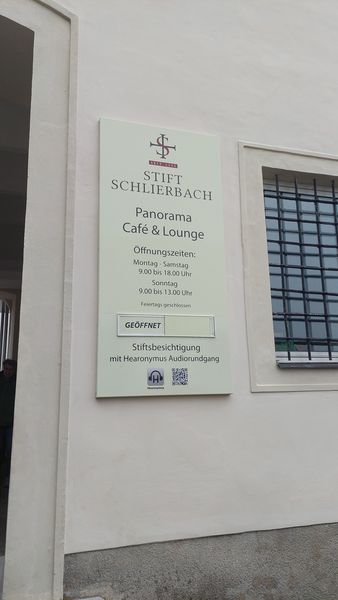 STIFT
SCHLIERBACH
Panorama
Café & Lounge
Öffnungszeiten:
Montag - Samstag
9.00 bis 18.00 Uhr
Sonntag
9.00 bis 13.00 Uhr
Feiertags geschlossen
GEÖFFNET
Stiftsbesichtigung
mit Hearonymus Audiorundgang
Hearonymus